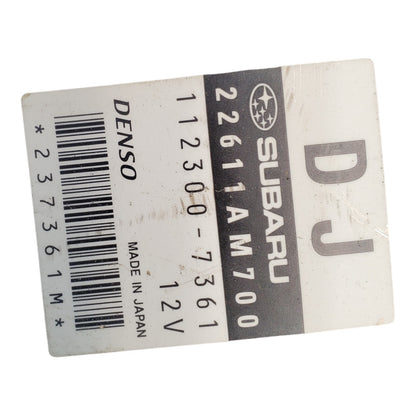 DJ
SUBARU
22611AM700
112300-7361 12V
DENSO MADE IN JAPAN
*237361M*